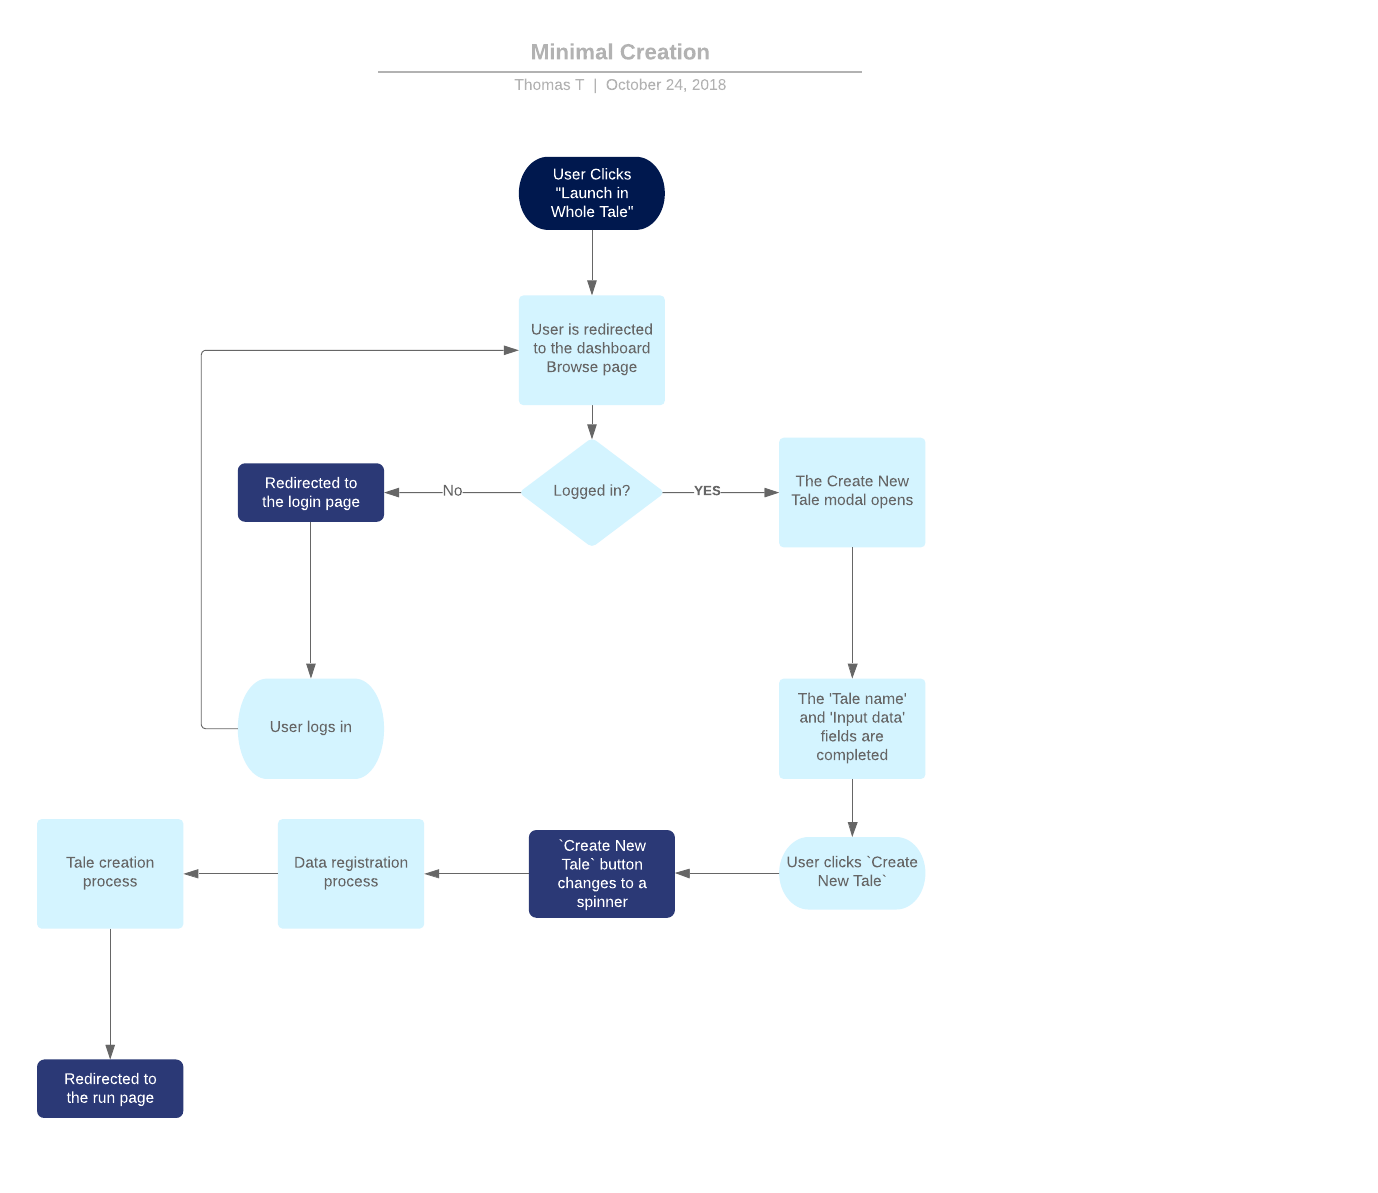 Minimal Creation
Thomas T | October 24, 2018
User Clicks
"Launch in
Whole Tale"
User is redirected
to the dashboard
Browse page
Logged in?
No
YES
Redirected to
the login page
The Create New
Tale modal opens
User logs in
The 'Tale name'
and 'Input data'
fields are
completed
User clicks `Create
New Tale`
`Create New
Tale` button
changes to a
spinner
Data registration
process
Tale creation
process
Redirected to
the run page